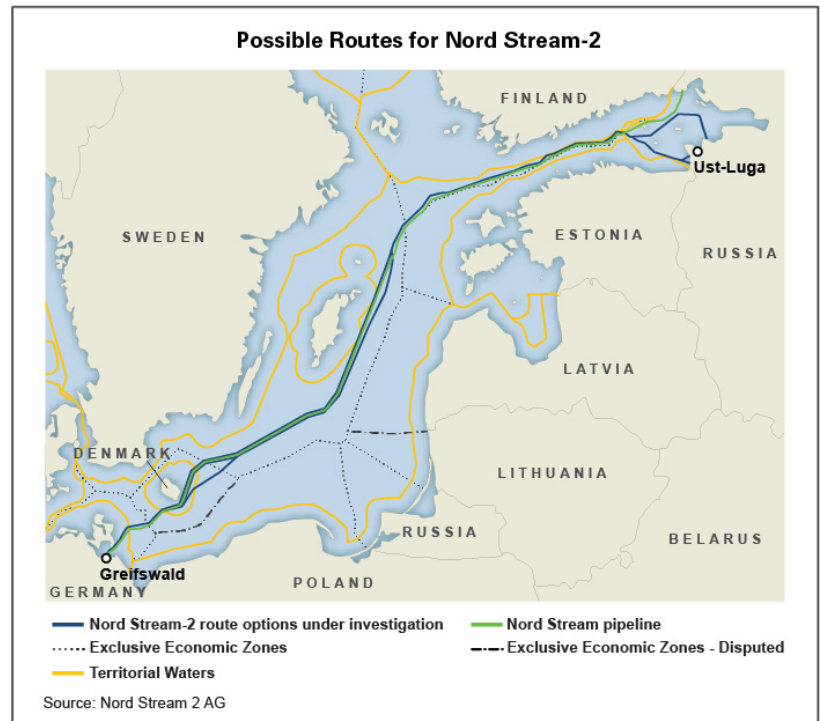 Possible Routes for Nord Stream-2
FINLAND
Ust-Luga
SWEDEN
ESTONIA
RUSSIA
LATVIA
DENMARK
LITHUANIA
RUSSIA
BELARUS
Greifswald
POLAND
GERMANY
Nord Stream-2 route options under investigation
Nord Stream pipeline
Exclusive Economic Zones
Exclusive Economic Zones - Disputed
Territorial Waters
Source: Nord Stream 2 AG